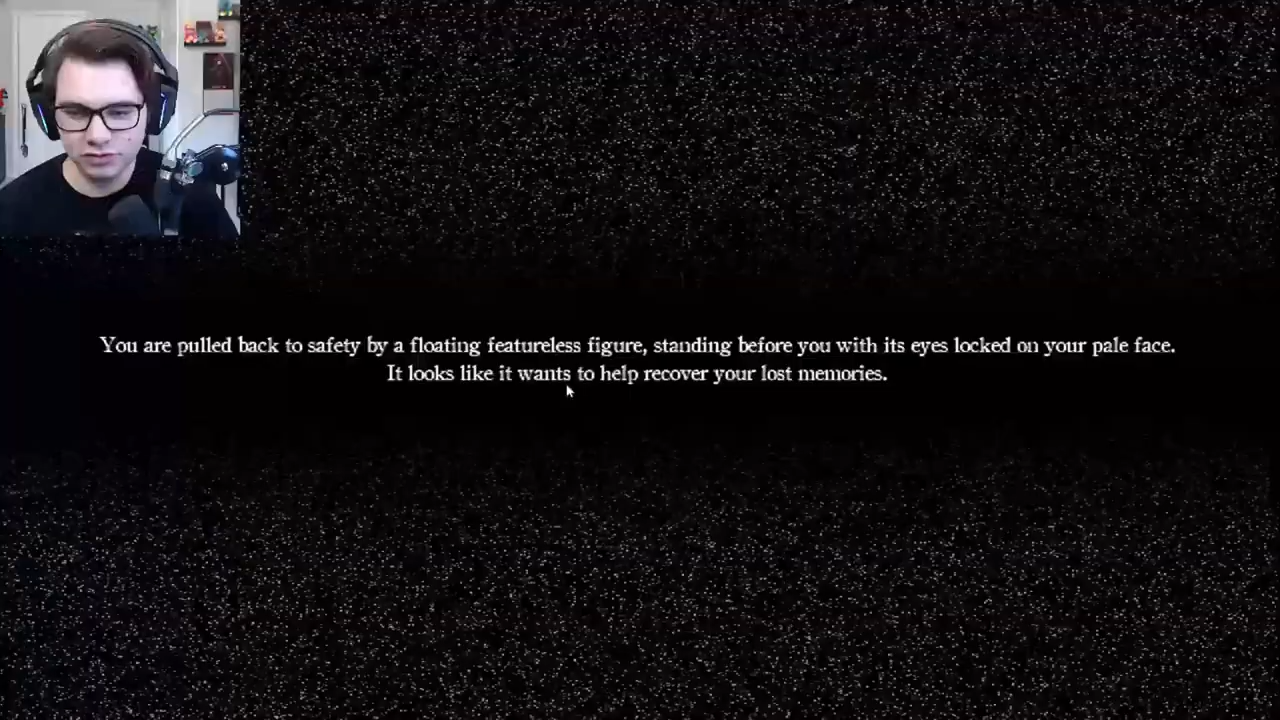 You are pulled back to safety by a floating featureless figure, standing before you with its eyes locked on your pale face.
It looks like it wants to help recover your lost memories.